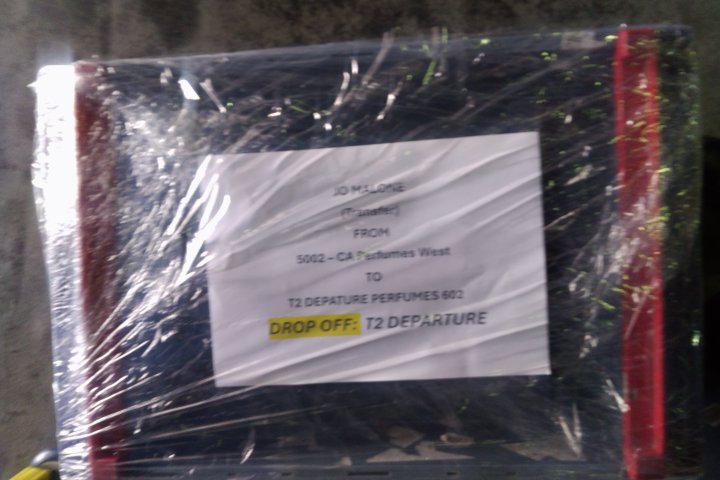 JO MALONE
(Transfer)
FROM
5002 - CA Perfumes West
TO
T2 DEPATURE PERFUMES 602
DROP OFF: T2 DEPARTURE